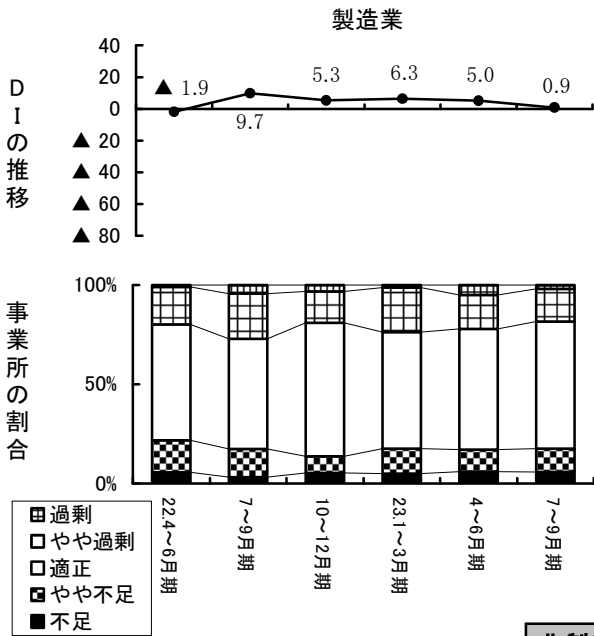 製造業
DIの推移
40
20
0
▲ 20
▲ 40
▲ 60
▲ 80
▲ 1.9
9.7
5.3
6.3
5.0
0.9
事業所の割合
100%
50%
0%
22.4～6月期
7～9月期
10～12月期
23.1～3月期
4～6月期
7～9月期
過剰
やや過剰
適正
やや不足
不足